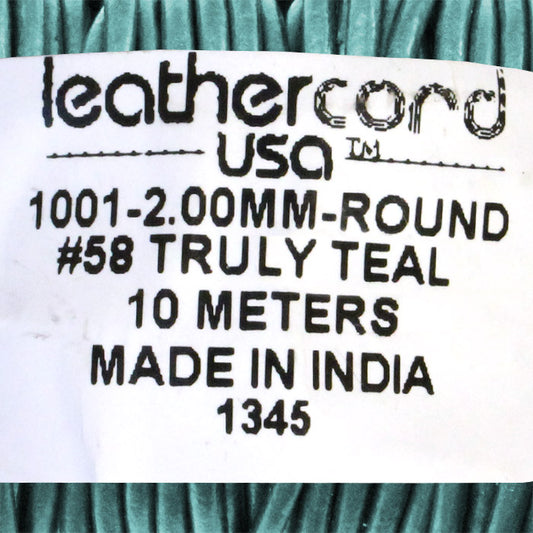 leathercord
usa TM
1001-2.00MM-ROUND
#58 TRULY TEAL
10 METERS
MADE IN INDIA
1345